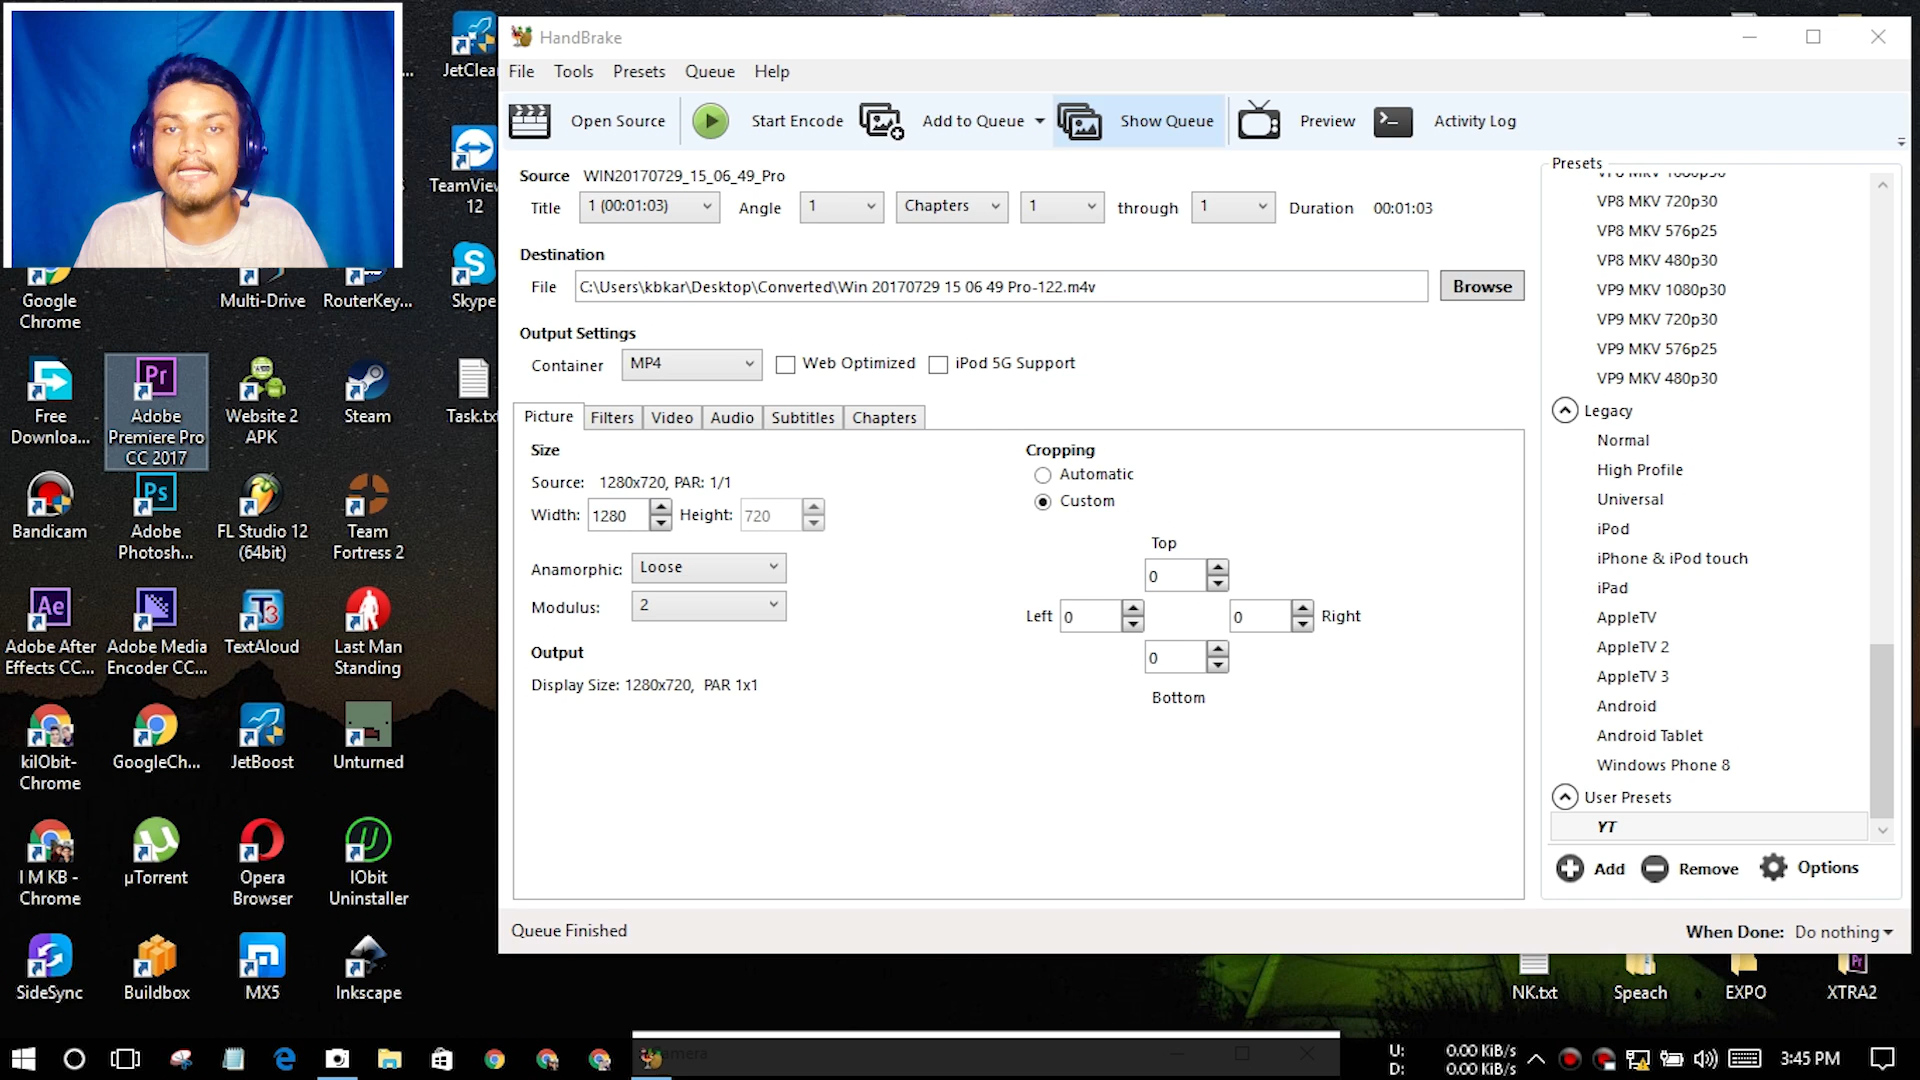 JetClea
TeamView
12
Google
Chrome
Multi-Drive
RouterKey...
Skype
Free
Downloa...
Adobe
Premiere Pro
CC 2017
Website 2
APK
Steam
Task.tx
Bandicam
Adobe
Photosh...
FL Studio 12
(64bit)
Team
Fortress 2
Adobe After
Effects CC...
Adobe Media
Encoder CC...
TextAloud
Last Man
Standing
kilObit-
Chrome
GoogleCh...
JetBoost
Unturned
I M KB -
Chrome
µTorrent
Opera
Browser
IObit
Uninstaller
SideSync
Buildbox
MX5
Inkscape
HandBrake
File Tools Presets Queue Help
Open Source Start Encode Add to Queue Show Queue Preview Activity Log
Source WIN20170729_15_06_49_Pro
Title 1 (00:01:03) Angle 1 Chapters 1 through 1 Duration 00:01:03
Destination
File C:\Users\kbkar\Desktop\Converted\Win 20170729 15 06 49 Pro-122.m4v Browse
Output Settings
Container MP4 Web Optimized iPod 5G Support
Picture Filters Video Audio Subtitles Chapters
Size
Source: 1280x720, PAR: 1/1
Width: 1280 Height: 720
Anamorphic: Loose
Modulus: 2
Output
Display Size: 1280x720, PAR 1x1
Cropping
Automatic
Custom
Top
0
Left 0 0 Right
0
Bottom
Presets
VP8 MKV 1080p30
VP8 MKV 720p30
VP8 MKV 576p25
VP8 MKV 480p30
VP9 MKV 1080p30
VP9 MKV 720p30
VP9 MKV 576p25
VP9 MKV 480p30
Legacy
Normal
High Profile
Universal
iPod
iPhone & iPod touch
iPad
AppleTV
AppleTV 2
AppleTV 3
Android
Android Tablet
Windows Phone 8
User Presets
YT
Add Remove Options
Queue Finished
When Done: Do nothing
NK.txt
Speach
EXPO
XTRA2
U: 0.00 KiB/s
D: 0.00 KiB/s
3:45 PM